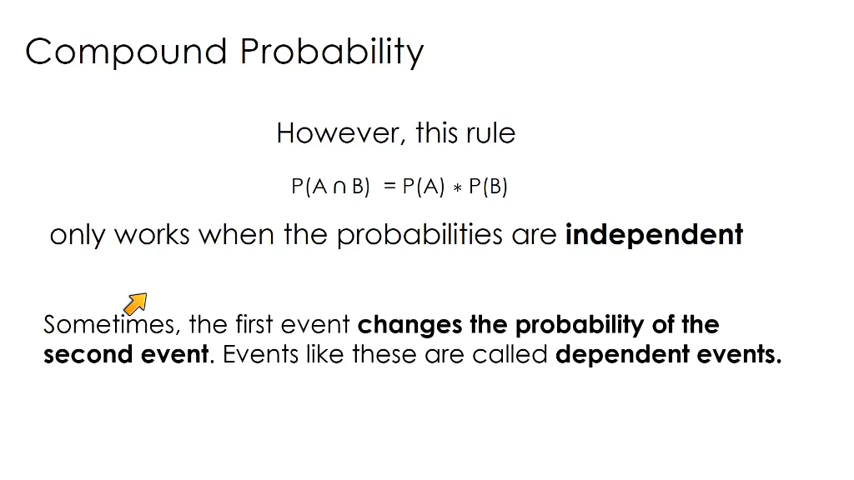 Compound Probability
However, this rule
P(A ∩ B) = P(A) ∗ P(B)
only works when the probabilities are independent
Sometimes, the first event changes the probability of the
second event. Events like these are called dependent events.